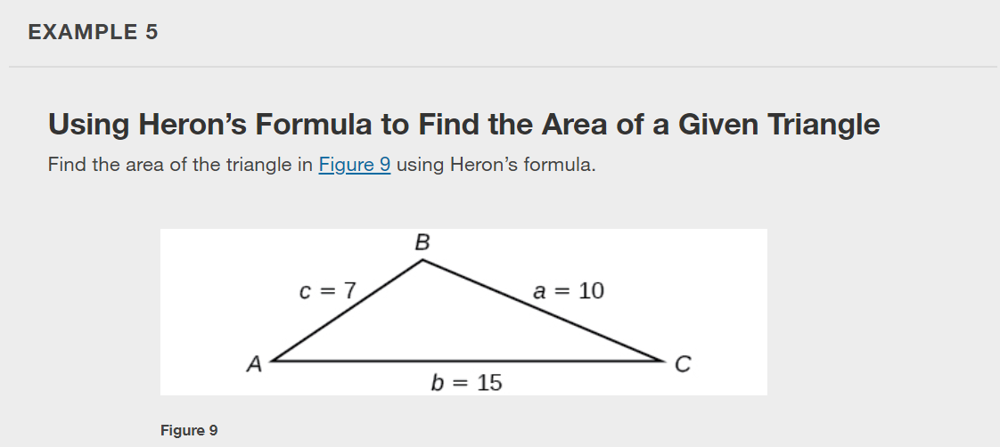 EXAMPLE 5
Using Heron’s Formula to Find the Area of a Given Triangle
Find the area of the triangle in Figure 9 using Heron’s formula.
B
c = 7
a = 10
A
C
b = 15
Figure 9